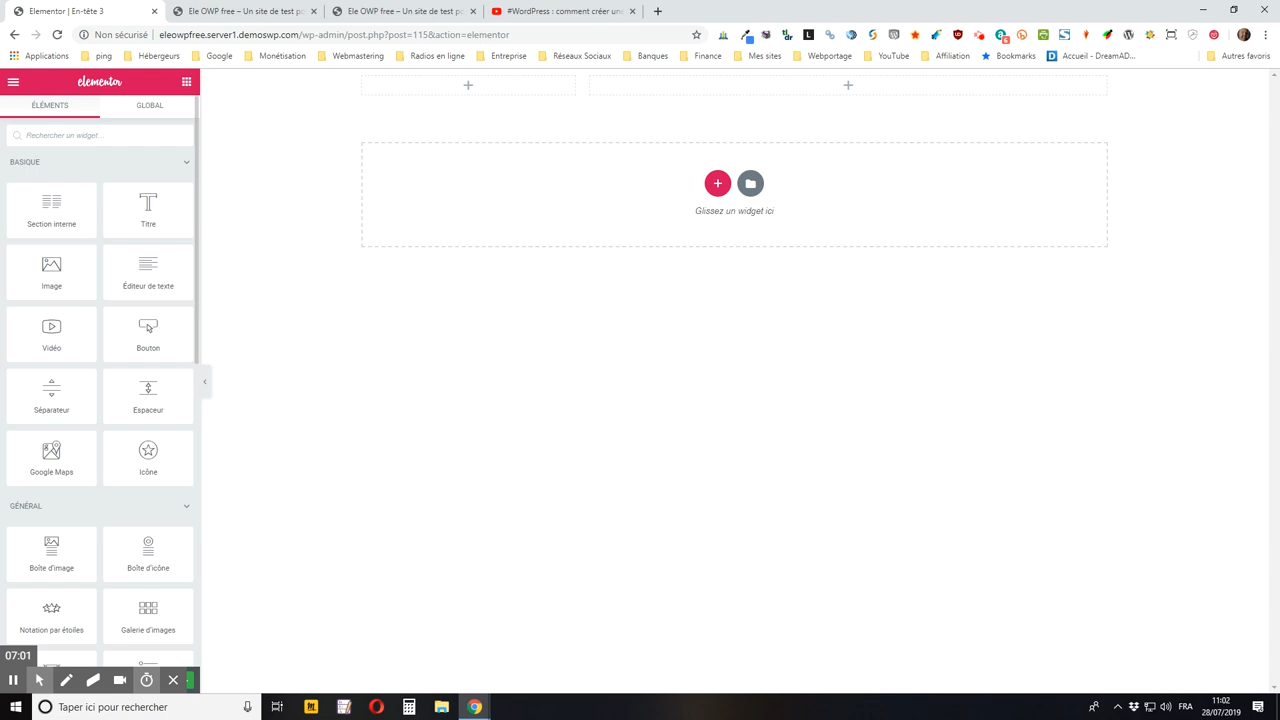 Elementor | En-tête 3
Ele OWP free – Un site de test po
Ele OWP free – Un site de test po
#WordPress : comment créer une
Non sécurisé | eleowpfree.server1.demoswp.com/wp-admin/post.php?post=115&action=elementor
Applications ping Hébergeurs Google Monétisation Webmastering Radios en ligne Entreprise Réseaux Sociaux Banques Finance Mes sites Webportage YouTube Affiliation Bookmarks Accueil - DreamAD... Autres favoris
elementor
ÉLÉMENTS GLOBAL
Rechercher un widget…
BASIQUE
Section interne Titre
Image Éditeur de texte
Vidéo Bouton
Séparateur Espaceur
Google Maps Icône
GÉNÉRAL
Boîte d'image Boîte d'icône
Notation par étoiles Galerie d'images
Glissez un widget ici
07:01
Taper ici pour rechercher
FRA
11:02
28/07/2019